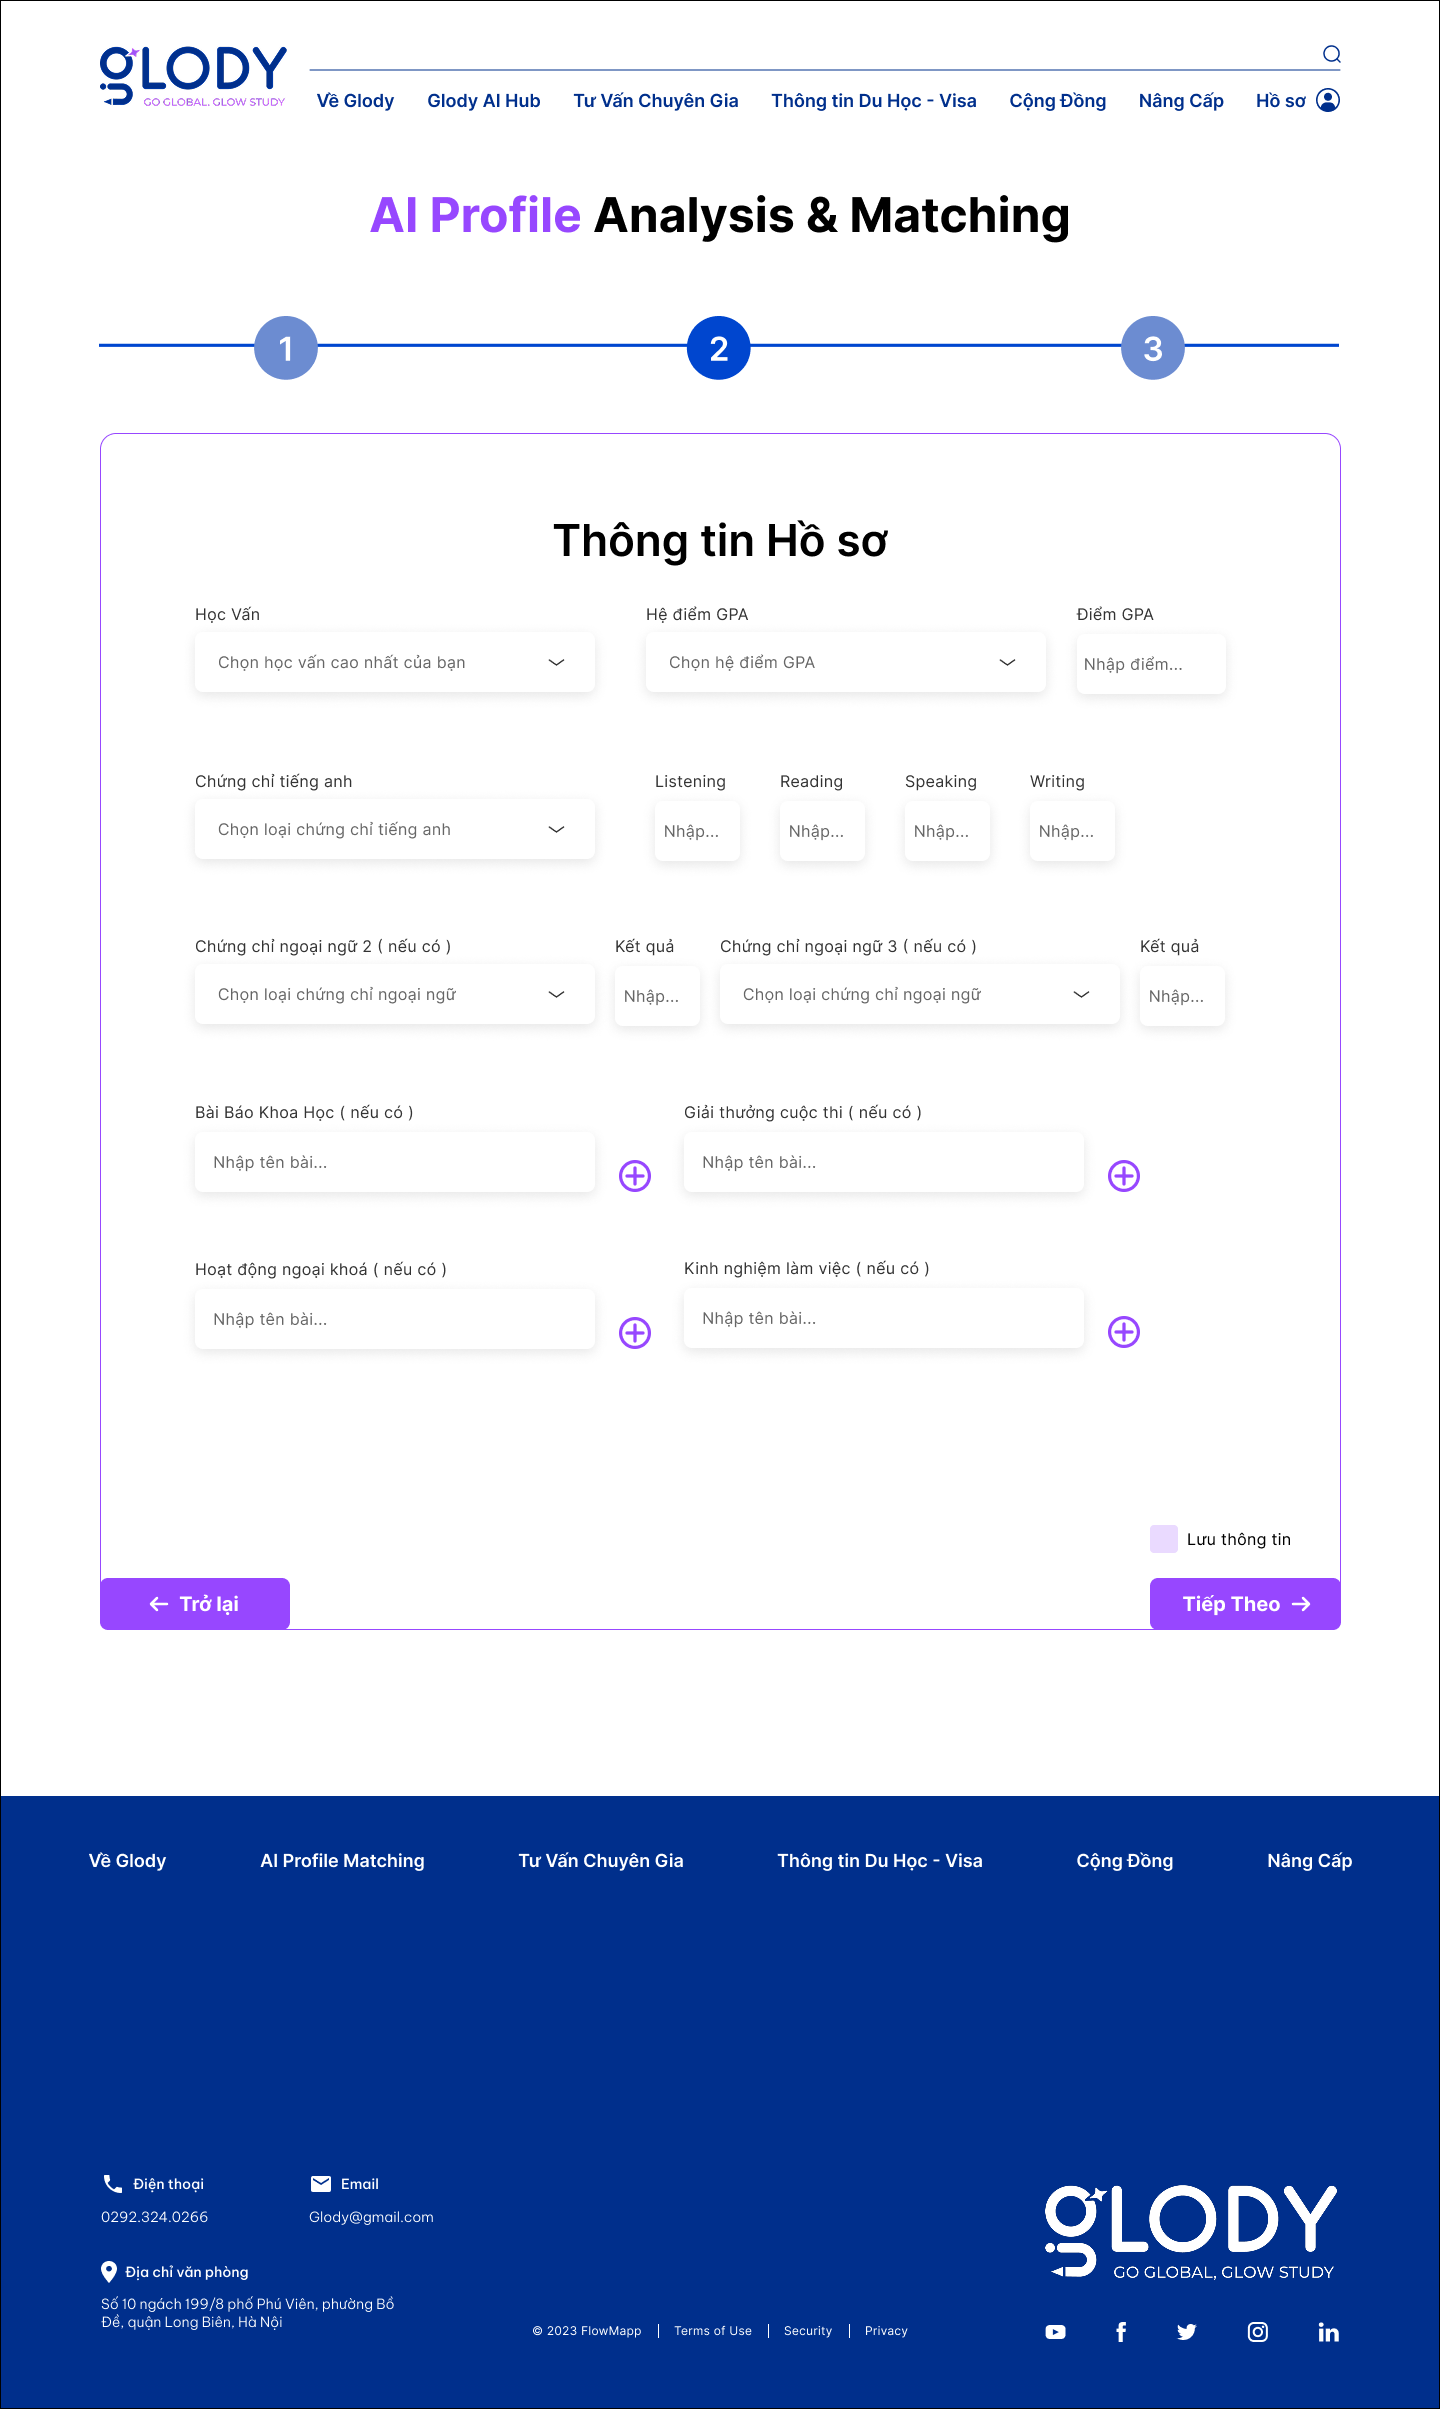 gLODY
GO GLOBAL, GLOW STUDY
Về Glody Glody AI Hub Tư Vấn Chuyên Gia Thông tin Du Học - Visa Cộng Đồng Nâng Cấp Hồ sơ
AI Profile Analysis & Matching
1 2 3
Thông tin Hồ sơ
Học Vấn Hệ điểm GPA Điểm GPA
Chọn học vấn cao nhất của bạn Chọn hệ điểm GPA Nhập điểm...
Chứng chỉ tiếng anh Listening Reading Speaking Writing
Chọn loại chứng chỉ tiếng anh Nhập... Nhập... Nhập... Nhập...
Chứng chỉ ngoại ngữ 2 ( nếu có ) Kết quả Chứng chỉ ngoại ngữ 3 ( nếu có ) Kết quả
Chọn loại chứng chỉ ngoại ngữ Nhập... Chọn loại chứng chỉ ngoại ngữ Nhập...
Bài Báo Khoa Học ( nếu có ) Giải thưởng cuộc thi ( nếu có )
Nhập tên bài... Nhập tên bài...
Hoạt động ngoại khoá ( nếu có ) Kinh nghiệm làm việc ( nếu có )
Nhập tên bài... Nhập tên bài...
Lưu thông tin
Trở lại Tiếp Theo
Về Glody AI Profile Matching Tư Vấn Chuyên Gia Thông tin Du Học - Visa Cộng Đồng Nâng Cấp
Điện thoại Email
0292.324.0266 Glody@gmail.com
Địa chỉ văn phòng
Số 10 ngách 199/8 phố Phú Viên, phường Bồ
Đề, quận Long Biên, Hà Nội
© 2023 FlowMapp Terms of Use Security Privacy
gLODY
GO GLOBAL, GLOW STUDY